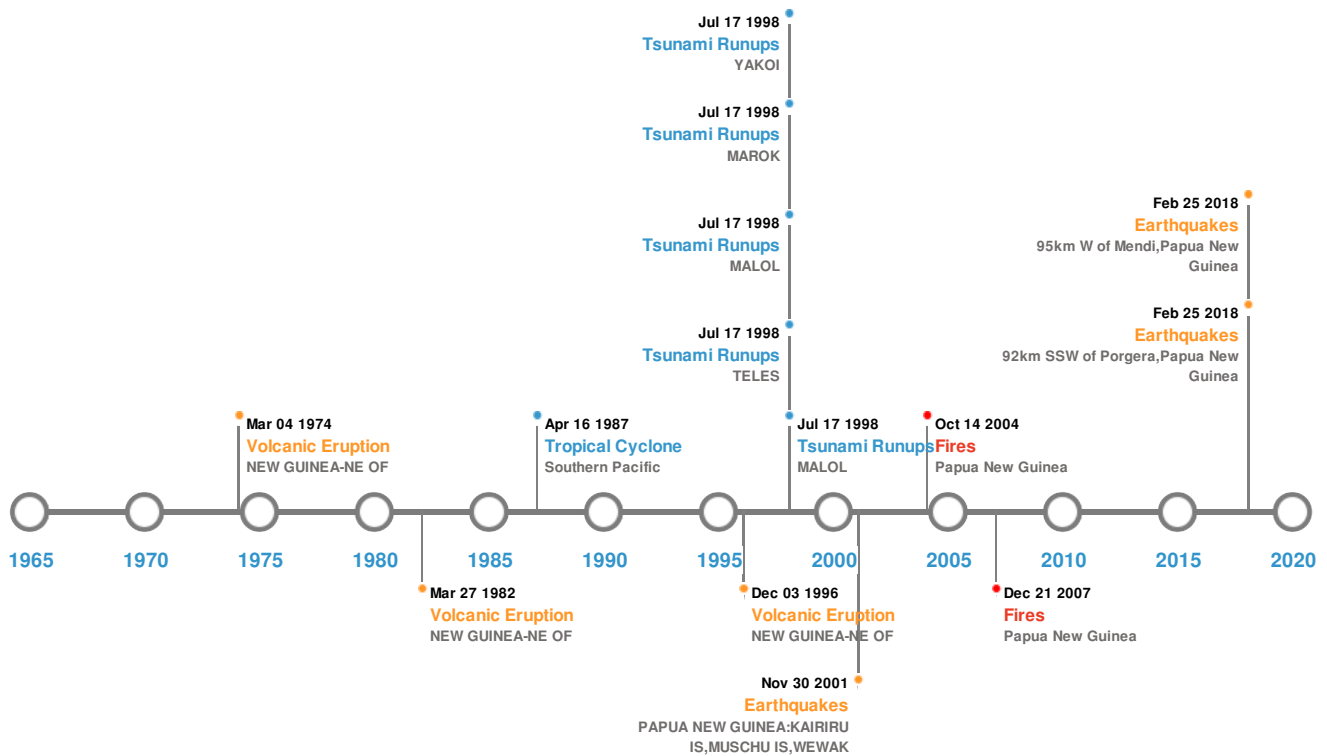 Jul 17 1998
Tsunami Runups
YAKOI
Jul 17 1998
Tsunami Runups
MAROK
Jul 17 1998
Tsunami Runups
MALOL
Feb 25 2018
Earthquakes
95km W of Mendi,Papua New
Guinea
Jul 17 1998
Tsunami Runups
TELES
Feb 25 2018
Earthquakes
92km SSW of Porgera,Papua New
Guinea
Mar 04 1974
Volcanic Eruption
NEW GUINEA-NE OF
Apr 16 1987
Tropical Cyclone
Southern Pacific
Jul 17 1998
Tsunami Runups
MALOL
Oct 14 2004
Fires
Papua New Guinea
1965 1970 1975 1980 1985 1990 1995 2000 2005 2010 2015 2020
Mar 27 1982
Volcanic Eruption
NEW GUINEA-NE OF
Dec 03 1996
Volcanic Eruption
NEW GUINEA-NE OF
Dec 21 2007
Fires
Papua New Guinea
Nov 30 2001
Earthquakes
PAPUA NEW GUINEA:KAIRIRU
IS,MUSCHU IS,WEWAK